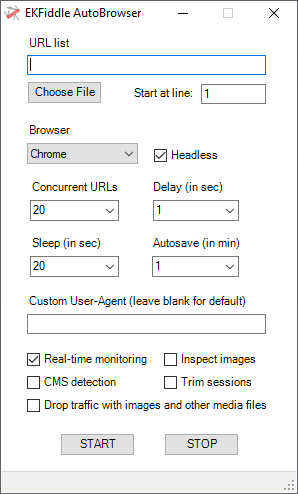 EKFiddle AutoBrowser
URL list
Choose File
Start at line: 1
Browser
Chrome
Headless
Concurrent URLs
Delay (in sec)
20
1
Sleep (in sec)
Autosave (in min)
20
1
Custom User-Agent (leave blank for default)
Real-time monitoring
Inspect images
CMS detection
Trim sessions
Drop traffic with images and other media files
START
STOP